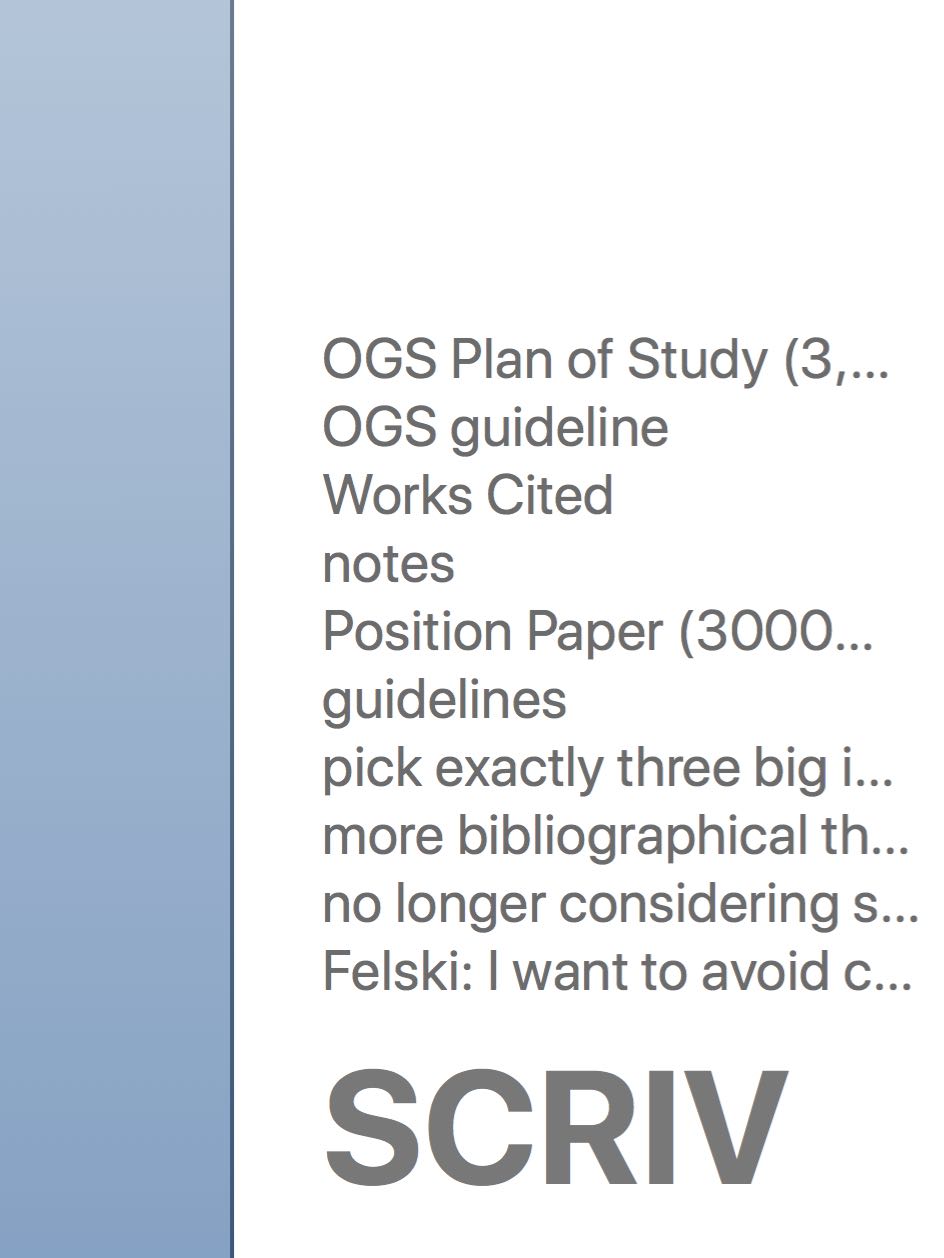 OGS Plan of Study (3,...
OGS guideline
Works Cited
notes
Position Paper (3000...
guidelines
pick exactly three big i...
more bibliographical th...
no longer considering s...
Felski: I want to avoid c...
SCRIV